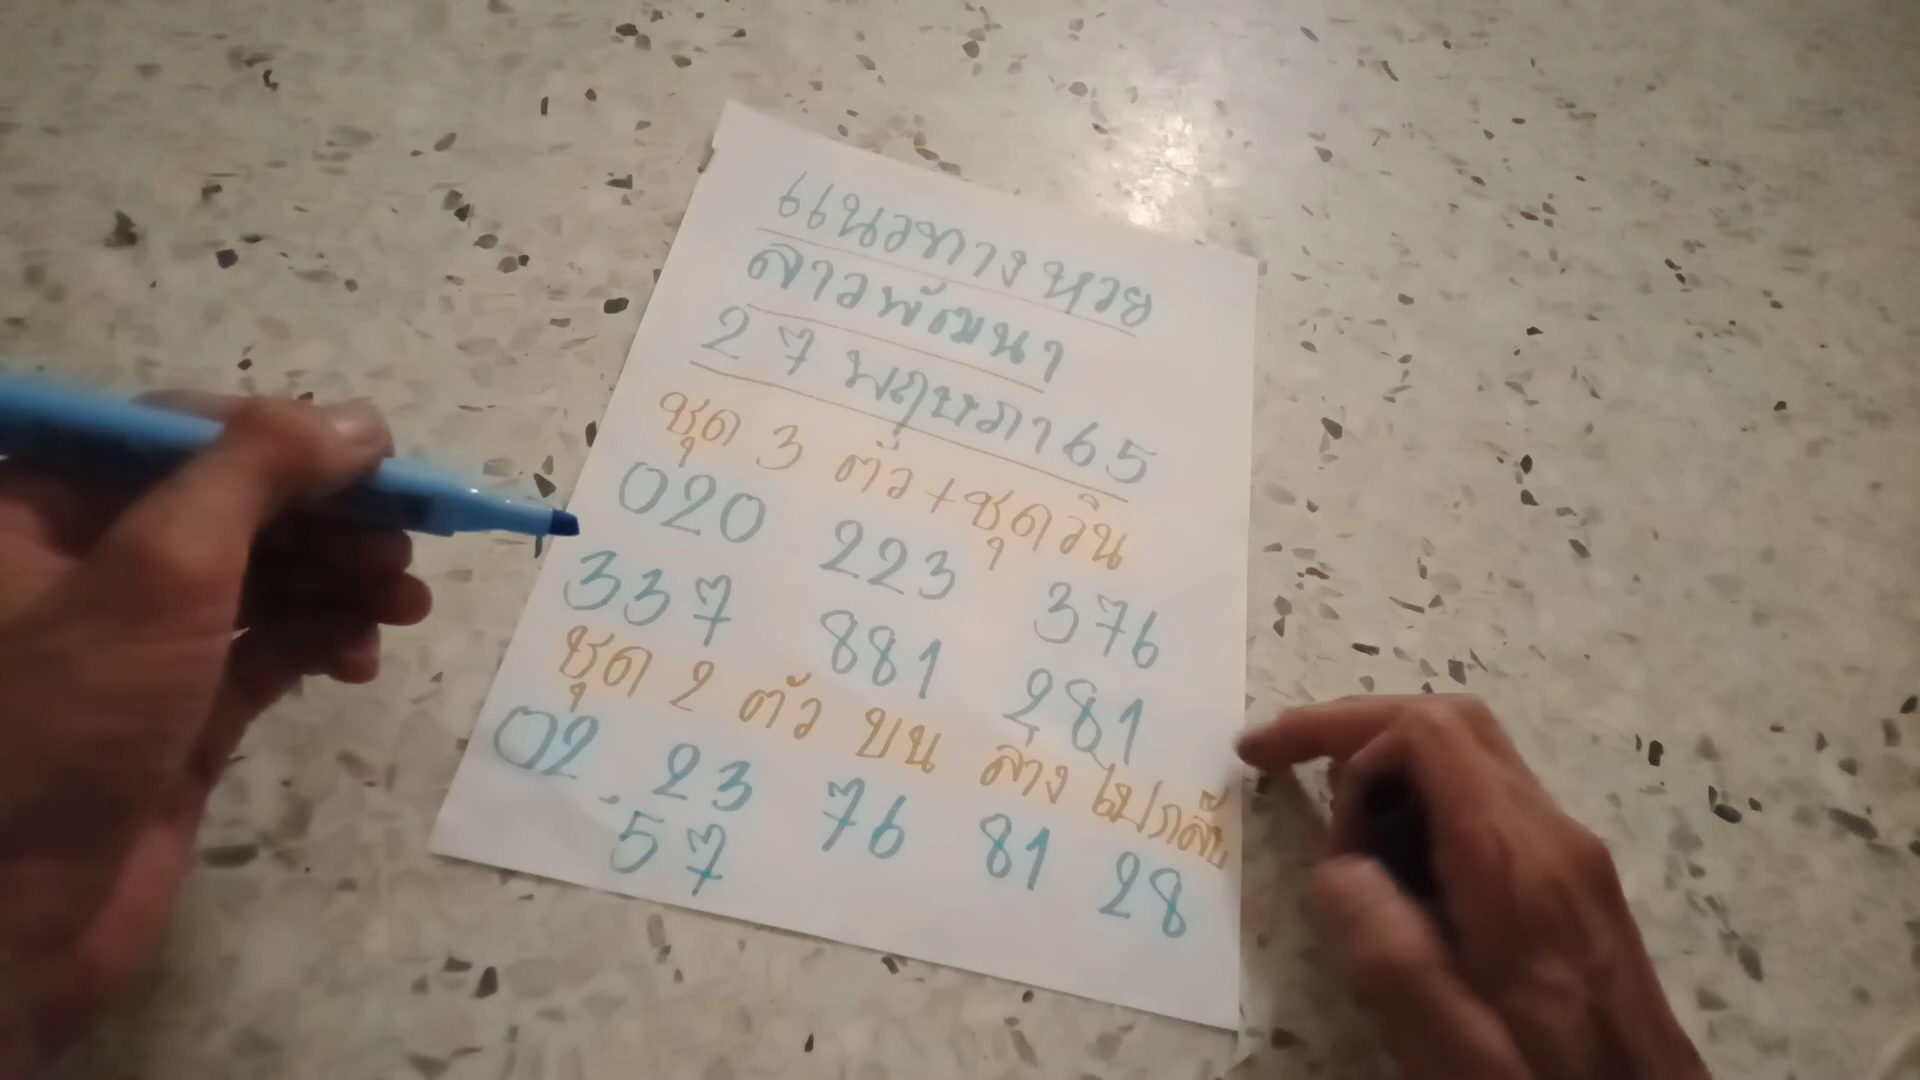 แนวทางหวย
ลาวพัฒนา
27 พฤษภา 65
ชุด 3 ตัว + ชุดวิน
020 223 376
337 881 281
ชุด 2 ตัว บน ล่าง ไปกลับ
02 23 76 81 28
57